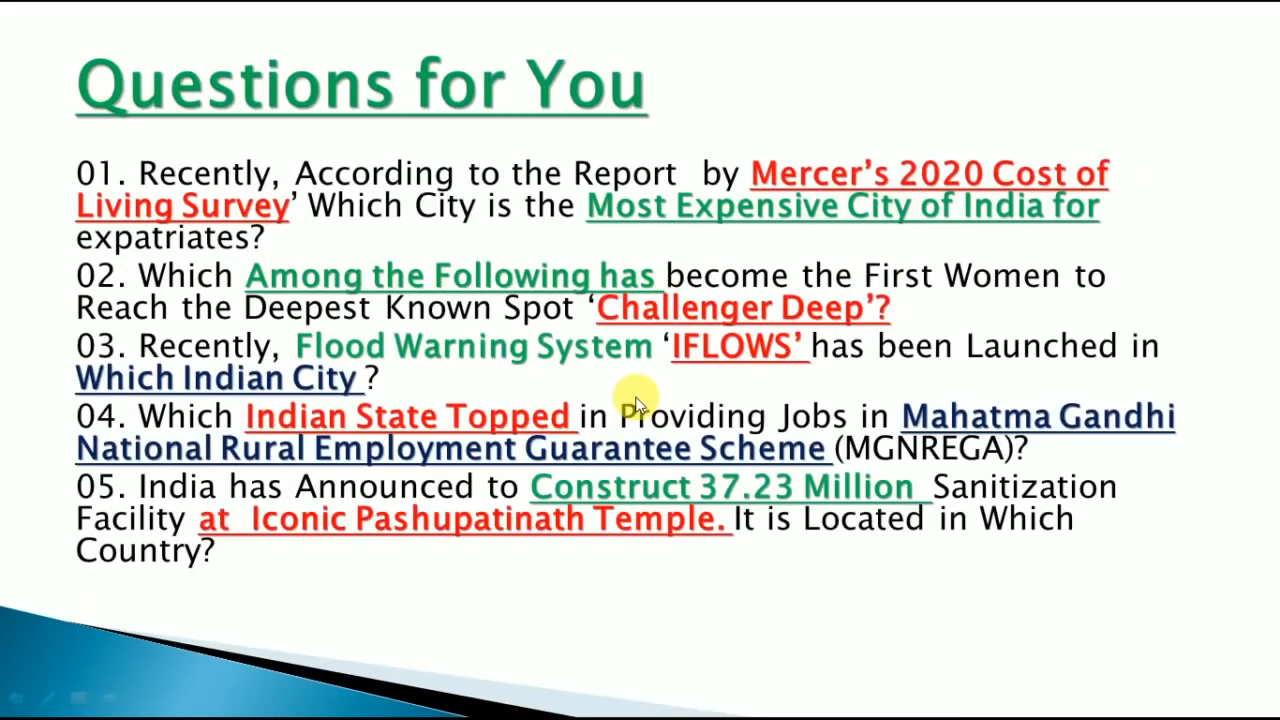 Questions for You
01. Recently, According to the Report by Mercer’s 2020 Cost of
Living Survey’ Which City is the Most Expensive City of India for
expatriates?
02. Which Among the Following has become the First Women to
Reach the Deepest Known Spot ‘Challenger Deep’?
03. Recently, Flood Warning System ‘IFLOWS’ has been Launched in
Which Indian City ?
04. Which Indian State Topped in Providing Jobs in Mahatma Gandhi
National Rural Employment Guarantee Scheme (MGNREGA)?
05. India has Announced to Construct 37.23 Million Sanitization
Facility at Iconic Pashupatinath Temple. It is Located in Which
Country?